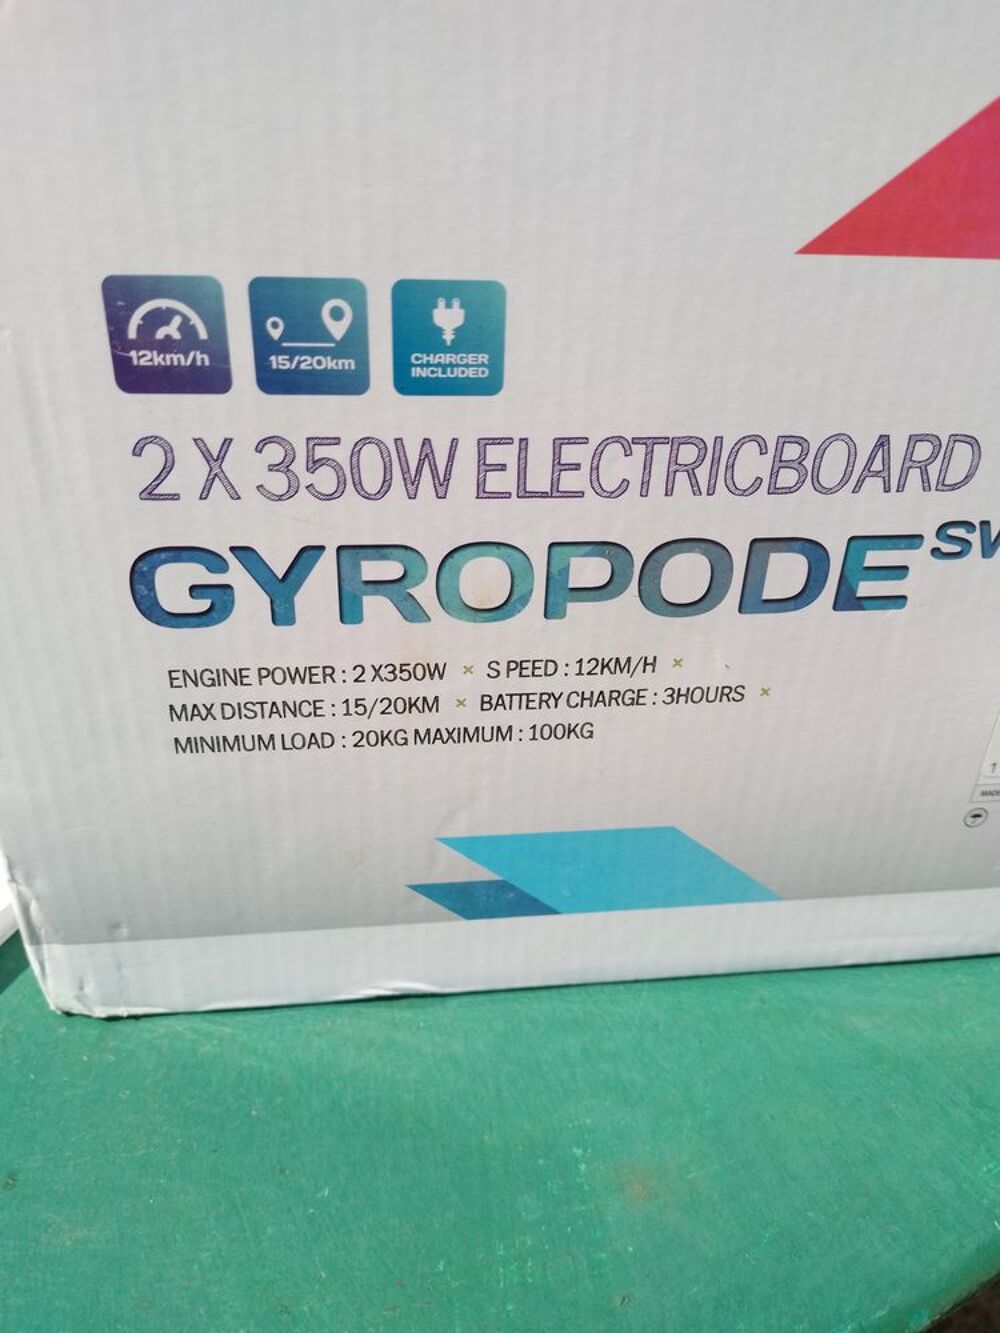 12km/h
15/20km
CHARGER
INCLUDED
2 X 350W ELECTRICBOARD
GYROPODE
ENGINE POWER : 2 X350W × S PEED : 12KM/H ×
MAX DISTANCE : 15/20KM × BATTERY CHARGE : 3HOURS ×
MINIMUM LOAD : 20KG MAXIMUM : 100KG